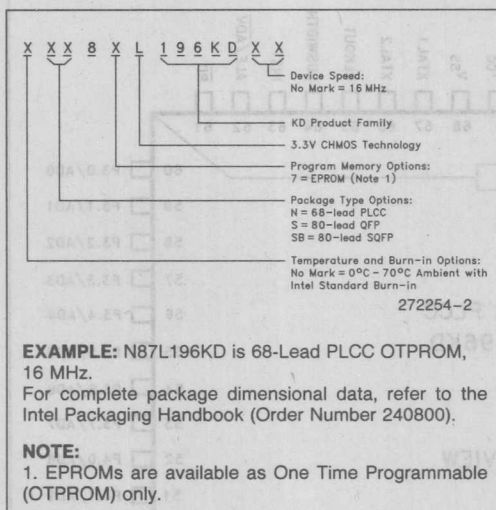 X XX 8 X L 196KD XX
Device Speed:
No Mark = 16 MHz
KD Product Family
3.3V CHMOS Technology
Program Memory Options:
7 = EPROM (Note 1)
Package Type Options:
N = 68-lead PLCC
S = 80-lead QFP
SB = 80-lead SQFP
Temperature and Burn-in Options:
No Mark = 0°C - 70°C Ambient with
Intel Standard Burn-in
272254-2
EXAMPLE: N87L196KD is 68-Lead PLCC OTPROM,
16 MHz.
For complete package dimensional data, refer to the
Intel Packaging Handbook (Order Number 240800).
NOTE:
1. EPROMs are available as One Time Programmable
(OTPROM) only.